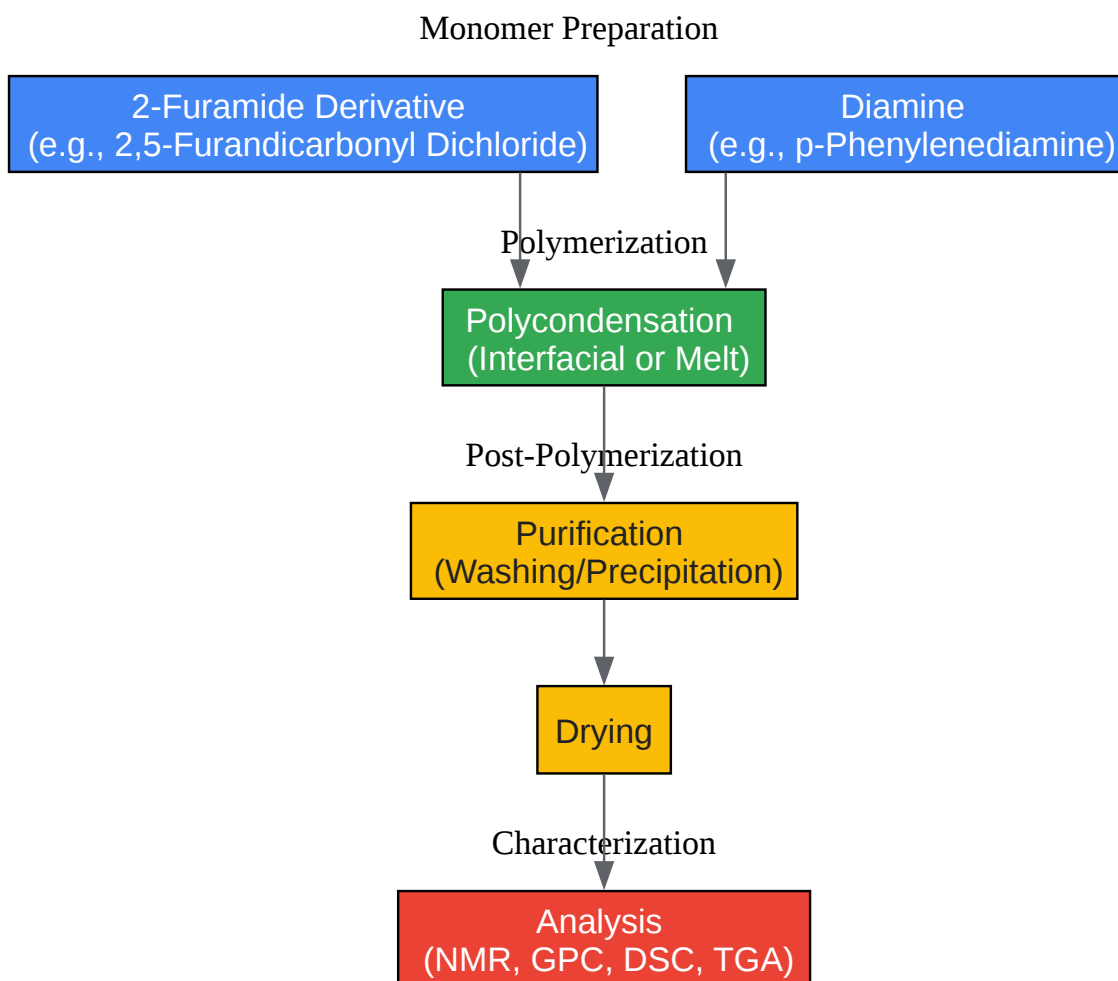 Monomer Preparation
2-Furamide Derivative
(e.g., 2,5-Furandicarbonyl Dichloride)
Diamine
(e.g., p-Phenylenediamine)
Polymerization
Polycondensation
(Interfacial or Melt)
Post-Polymerization
Purification
(Washing/Precipitation)
Drying
Characterization
Analysis
(NMR, GPC, DSC, TGA)